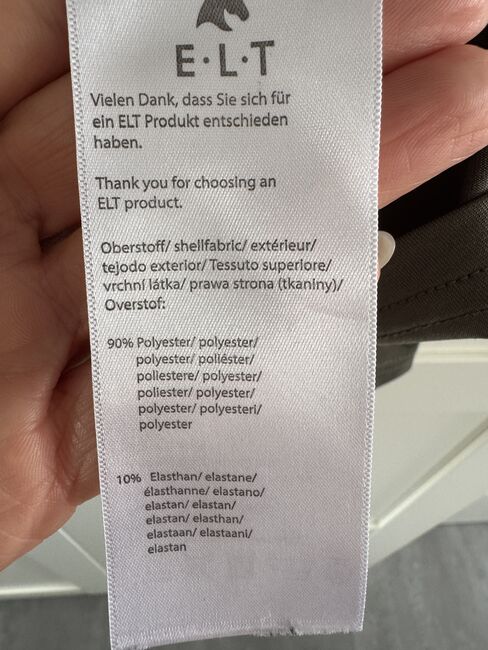 E·L·T
Vielen Dank, dass Sie sich für
ein ELT Produkt entschieden
haben.
Thank you for choosing an
ELT product.
Oberstoff/ shellfabric/ extérieur/
tejodo exterior/ Tessuto superiore/
vrchní látka/ prawa strona (tkaniny)/
Overstof:
90% Polyester/ polyester/
polyester/ poliéster/
poliestere/ polyester/
poliester/ polyester/
polyester/ polyesteri/
polyester
10% Elasthan/ elastane/
élasthanne/ elastano/
elastan/ elastan/
elastan/ elasthan/
elastaan/ elastaani/
elastan